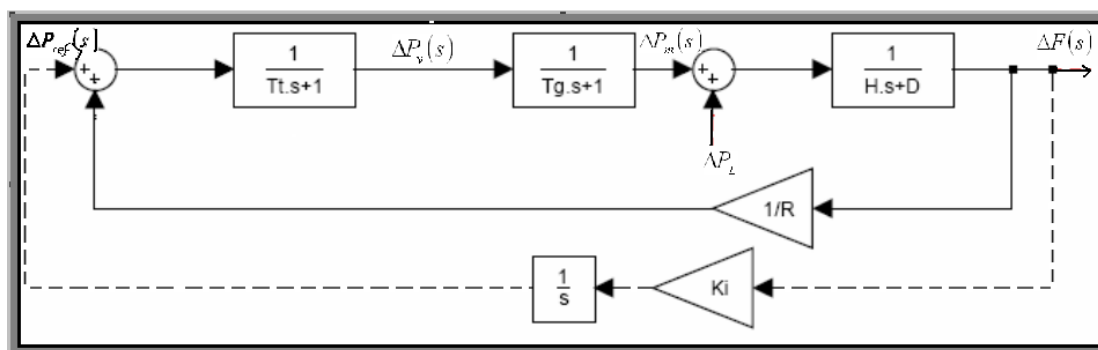 ΔP_ref(s)
+
+
1
Tt.s+1
ΔP_v(s)
1
Tg.s+1
ΔP_m(s)
+
+
ΔP_L
1
H.s+D
ΔF(s)
1/R
1
s
Ki